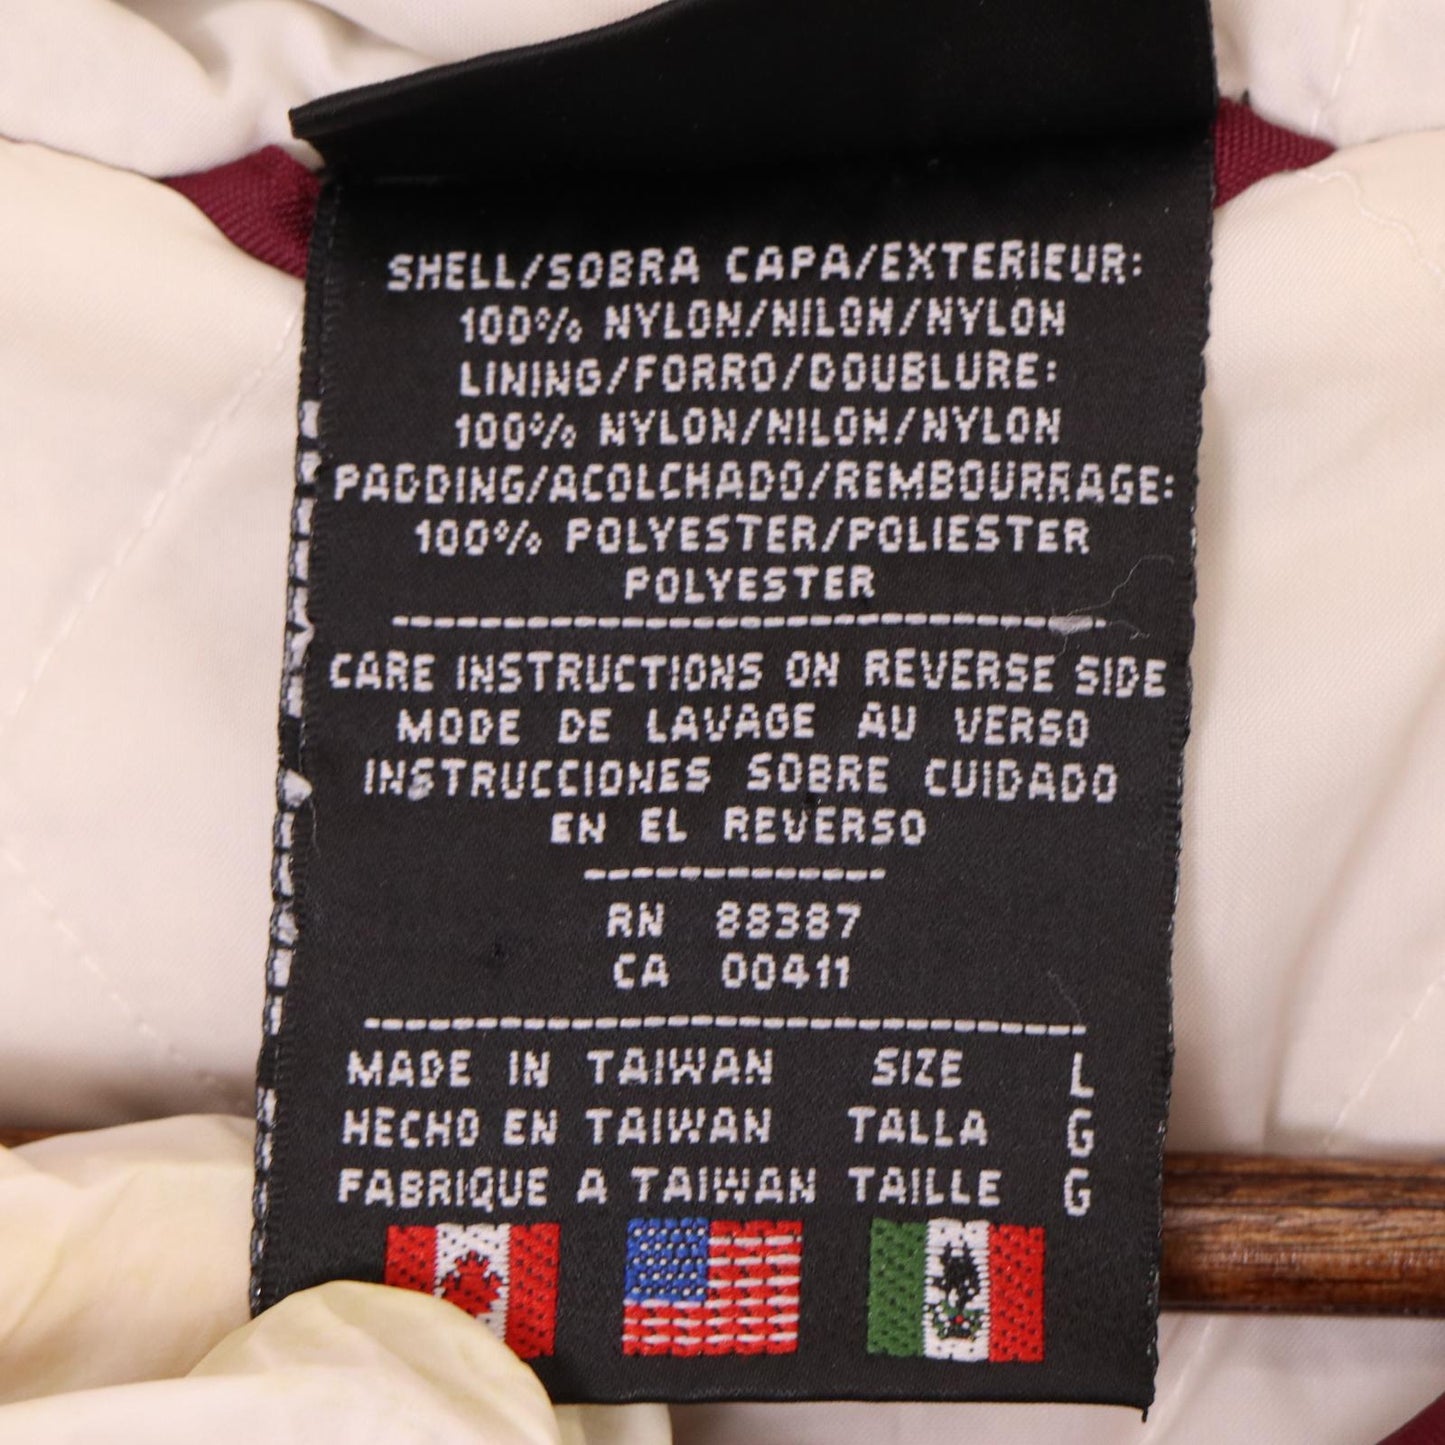 SHELL/SOBRA CAPA/EXTERIEUR:
100% NYLON/NILON/NYLON
LINING/FORRO/DOUBLURE:
100% NYLON/NILON/NYLON
PADDING/ACOLCHADO/REMBOURRAGE:
100% POLYESTER/POLIESTER
POLYESTER
CARE INSTRUCTIONS ON REVERSE SIDE
MODE DE LAVAGE AU VERSO
INSTRUCCIONES SOBRE CUIDADO
EN EL REVERSO
RN 88387
CA 00411
MADE IN TAIWAN SIZE L
HECHO EN TAIWAN TALLA G
FABRIQUE A TAIWAN TAILLE G